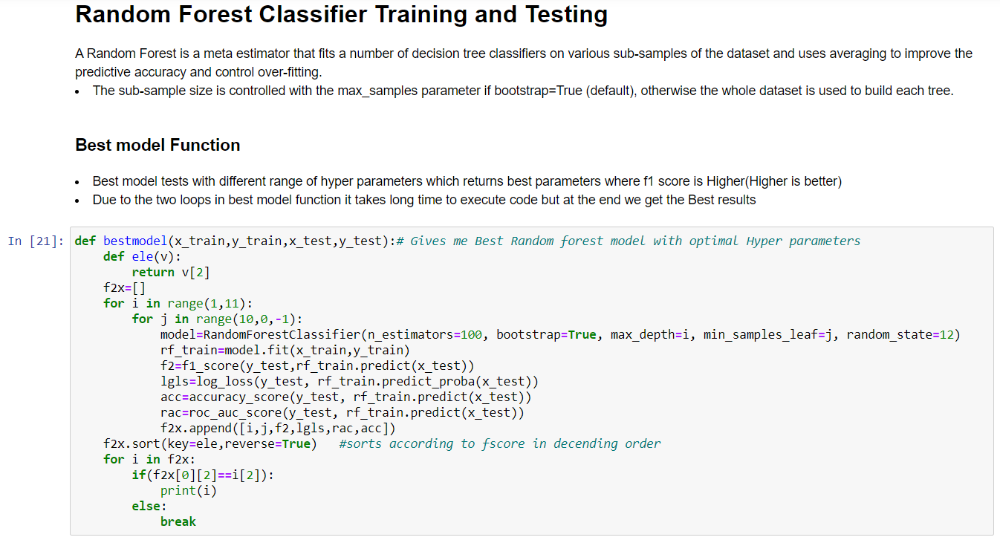 Random Forest Classifier Training and Testing
A Random Forest is a meta estimator that fits a number of decision tree classifiers on various sub-samples of the dataset and uses averaging to improve the
predictive accuracy and control over-fitting.
• The sub-sample size is controlled with the max_samples parameter if bootstrap=True (default), otherwise the whole dataset is used to build each tree.
Best model Function
• Best model tests with different range of hyper parameters which returns best parameters where f1 score is Higher(Higher is better)
• Due to the two loops in best model function it takes long time to execute code but at the end we get the Best results
In [21]: def bestmodel(x_train,y_train,x_test,y_test):# Gives me Best Random forest model with optimal Hyper parameters
    def ele(v):
        return v[2]
    f2x=[]
    for i in range(1,11):
        for j in range(10,0,-1):
            model=RandomForestClassifier(n_estimators=100, bootstrap=True, max_depth=i, min_samples_leaf=j, random_state=12)
            rf_train=model.fit(x_train,y_train)
            f2=f1_score(y_test,rf_train.predict(x_test))
            lgls=log_loss(y_test, rf_train.predict_proba(x_test))
            acc=accuracy_score(y_test, rf_train.predict(x_test))
            rac=roc_auc_score(y_test, rf_train.predict(x_test))
            f2x.append([i,j,f2,lgls,rac,acc])
    f2x.sort(key=ele,reverse=True)   #sorts according to fscore in decending order
    for i in f2x:
        if(f2x[0][2]==i[2]):
            print(i)
        else:
            break